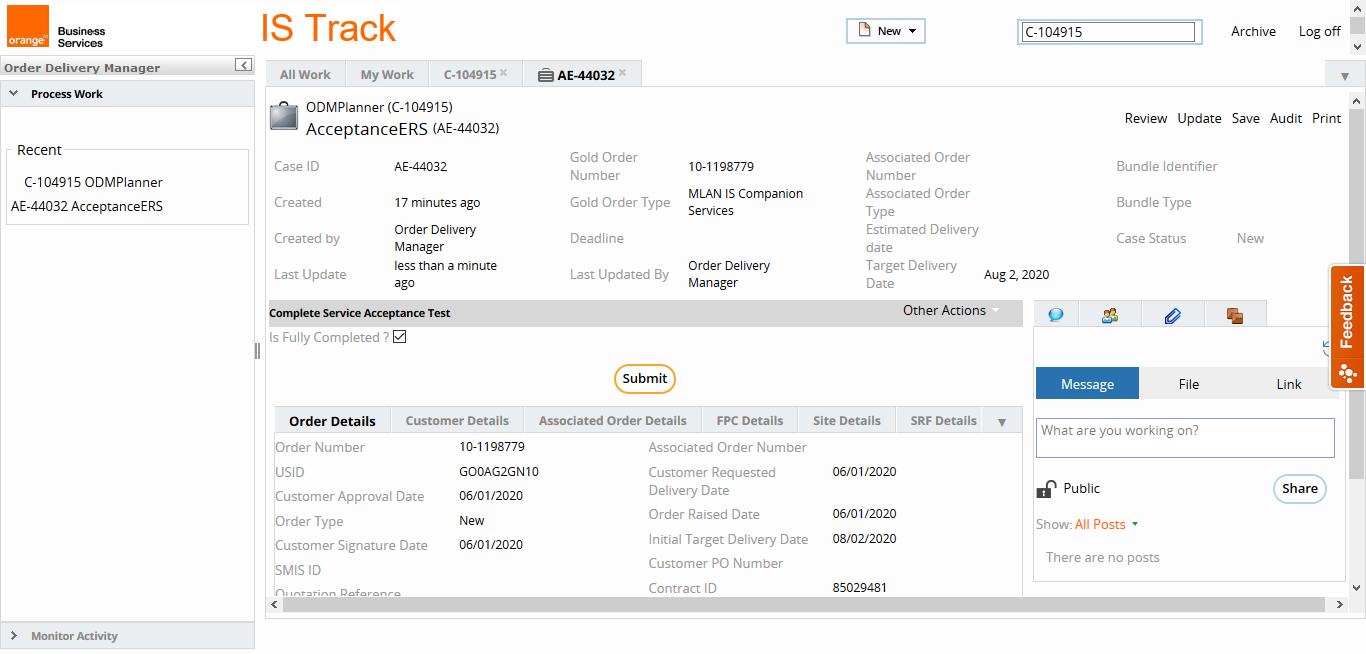 orange™
Business
Services
IS Track
New
C-104915
Archive
Log off
Order Delivery Manager
Process Work
Recent
C-104915 ODMPlanner
AE-44032 AcceptanceERS
Monitor Activity
All Work
My Work
C-104915
AE-44032
ODMPlanner (C-104915)
AcceptanceERS (AE-44032)
Review
Update
Save
Audit
Print
Case ID
AE-44032
Gold Order
Number
10-1198779
Associated Order
Number
Bundle Identifier
Created
17 minutes ago
Gold Order Type
MLAN IS Companion
Services
Associated Order
Type
Bundle Type
Created by
Order Delivery
Manager
Deadline
Estimated Delivery
date
Case Status
New
Last Update
less than a minute
ago
Last Updated By
Order Delivery
Manager
Target Delivery
Date
Aug 2, 2020
Complete Service Acceptance Test
Other Actions
Is Fully Completed ?
Submit
Order Details
Customer Details
Associated Order Details
FPC Details
Site Details
SRF Details
Order Number
10-1198779
Associated Order Number
USID
GO0AG2GN10
Customer Requested
Delivery Date
06/01/2020
Customer Approval Date
06/01/2020
Order Raised Date
06/01/2020
Order Type
New
Initial Target Delivery Date
08/02/2020
Customer Signature Date
06/01/2020
Customer PO Number
SMIS ID
Contract ID
85029481
Quotation Reference
Message
File
Link
What are you working on?
Public
Share
Show: All Posts
There are no posts
Feedback